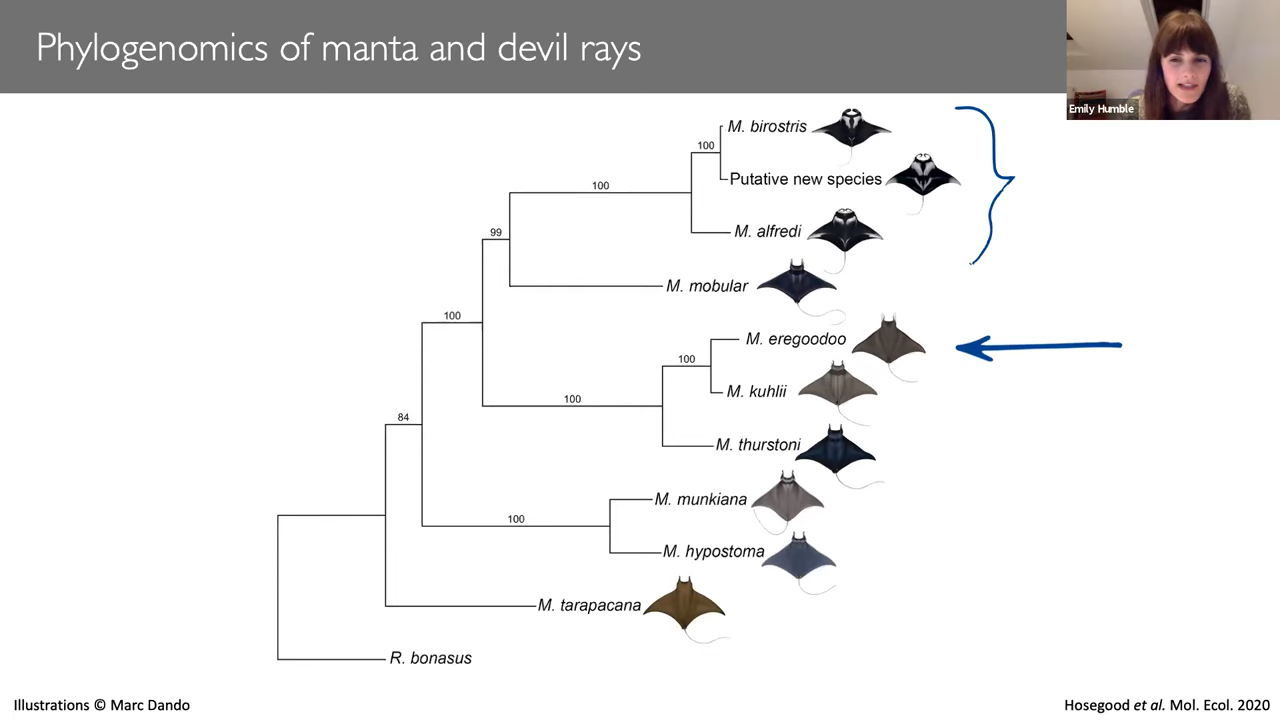 Phylogenomics of manta and devil rays
Emily Humble
M. birostris
100
Putative new species
100
M. alfredi
99
M. mobular
100
M. eregoodoo
100
M. kuhlii
100
M. thurstoni
84
M. munkiana
100
M. hypostoma
M. tarapacana
R. bonasus
Illustrations © Marc Dando
Hosegood et al. Mol. Ecol. 2020